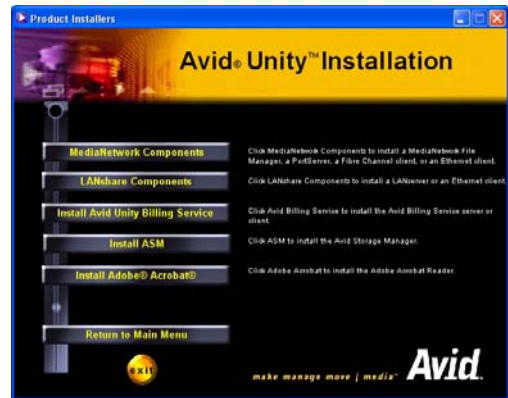 Product Installers
Avid® Unity™ Installation
MediaNetwork Components
Click MediaNetwork Components to install a MediaNetwork File
Manager, a PortServer, a Fibre Channel client, or an Ethernet client.
LANshare Components
Click LANshare Components to install a LANserver or an Ethernet client.
Install Avid Unity Billing Service
Click Avid Billing Service to install the Avid Billing Service server or
client.
Install ASM
Click ASM to install the Avid Storage Manager.
Install Adobe® Acrobat®
Click Adobe Acrobat to install the Adobe Acrobat Reader.
Return to Main Menu
exit
make manage move | media™
Avid.